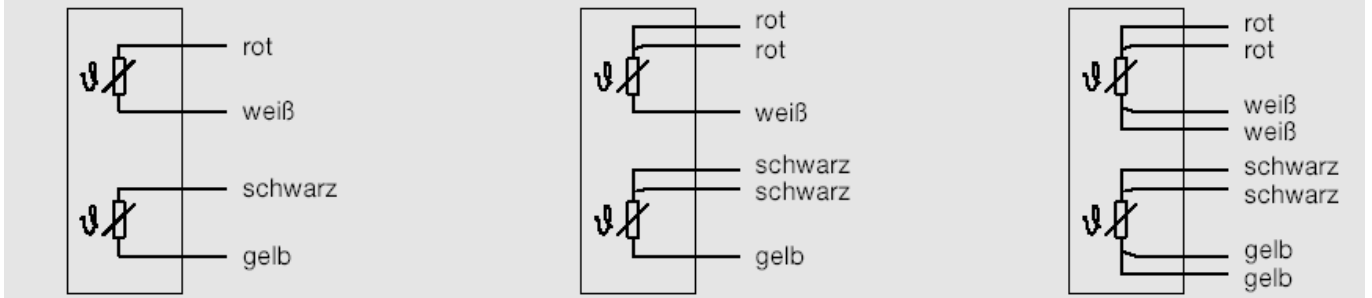 rot
weiß
schwarz
gelb
rot
rot
weiß
schwarz
schwarz
gelb
rot
rot
weiß
weiß
schwarz
schwarz
gelb
gelb
ϑ
ϑ
ϑ
ϑ
ϑ
ϑ